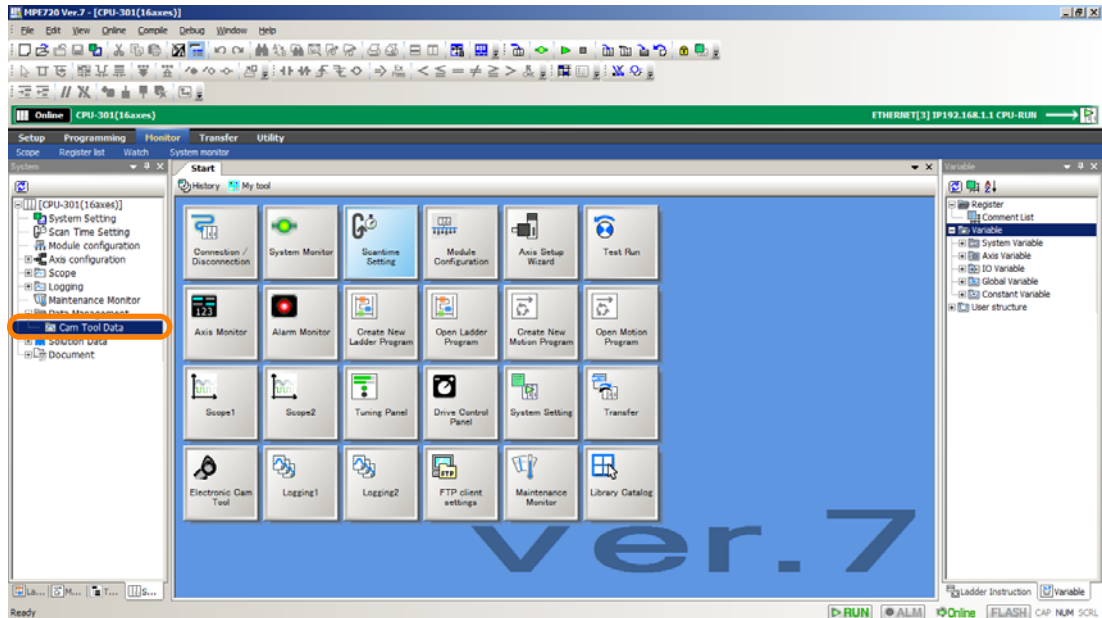 MPE720 Ver.7 - [CPU-301(16axes)]
File Edit View Online Compile Debug Window Help
Online CPU-301(16axes) ETHERNET[3] IP192.168.1.1 CPU-RUN
Setup Programming Monitor Transfer Utility
Scope Register list Watch System monitor
System
Start
Variable
History My tool
[CPU-301(16axes)]
System Setting
Scan Time Setting
Module configuration
Axis configuration
Scope
Logging
Maintenance Monitor
Data Management
Cam Tool Data
Solution Data
Document
Connection / Disconnection
System Monitor
Scantime Setting
Module Configuration
Axis Setup Wizard
Test Run
Axis Monitor
Alarm Monitor
Create New Ladder Program
Open Ladder Program
Create New Motion Program
Open Motion Program
Scope1
Scope2
Tuning Panel
Drive Control Panel
System Setting
Transfer
Electronic Cam Tool
Logging1
Logging2
FTP client settings
Maintenance Monitor
Library Catalog
ver.7
Register
Comment List
Variable
System Variable
Axis Variable
IO Variable
Global Variable
Constant Variable
User structure
La... M... T... S...
Ladder Instruction Variable
Ready RUN ALM Online FLASH CAP NUM SCRL